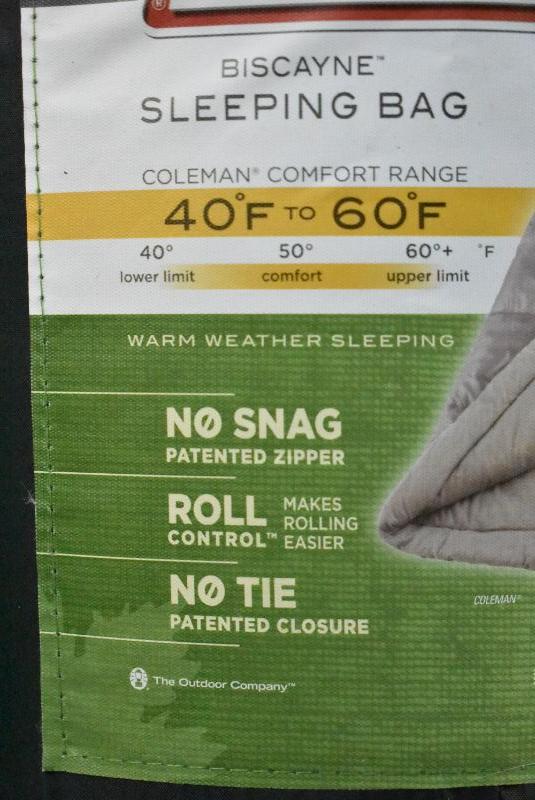 ®
BISCAYNE™
SLEEPING BAG
COLEMAN® COMFORT RANGE
40°F TO 60°F
40° 50° 60°+ °F
lower limit comfort upper limit
WARM WEATHER SLEEPING
NO SNAG
PATENTED ZIPPER
ROLL CONTROL™
MAKES ROLLING EASIER
NO TIE
PATENTED CLOSURE
COLEMAN®
The Outdoor Company™